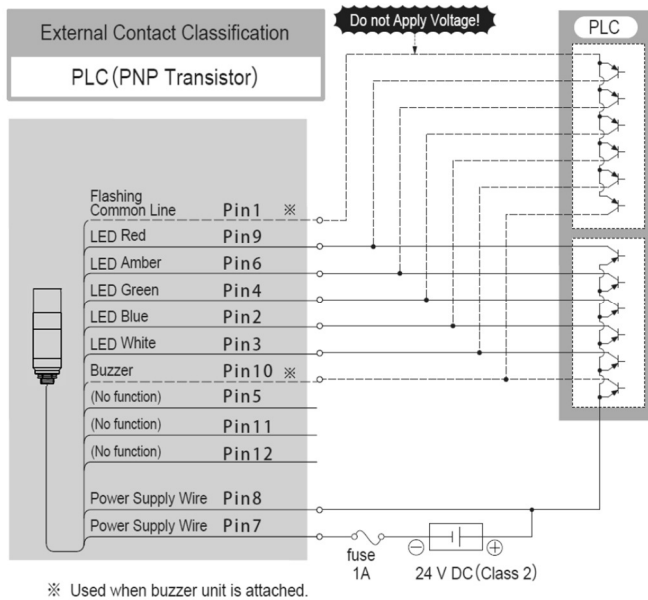 External Contact Classification
PLC (PNP Transistor)
Do not Apply Voltage!
PLC
Flashing
Common Line Pin1 ※
LED Red Pin9
LED Amber Pin6
LED Green Pin4
LED Blue Pin2
LED White Pin3
Buzzer Pin10 ※
(No function) Pin5
(No function) Pin11
(No function) Pin12
Power Supply Wire Pin8
Power Supply Wire Pin7
fuse
1A
⊖ ⊕
24 V DC (Class 2)
※ Used when buzzer unit is attached.